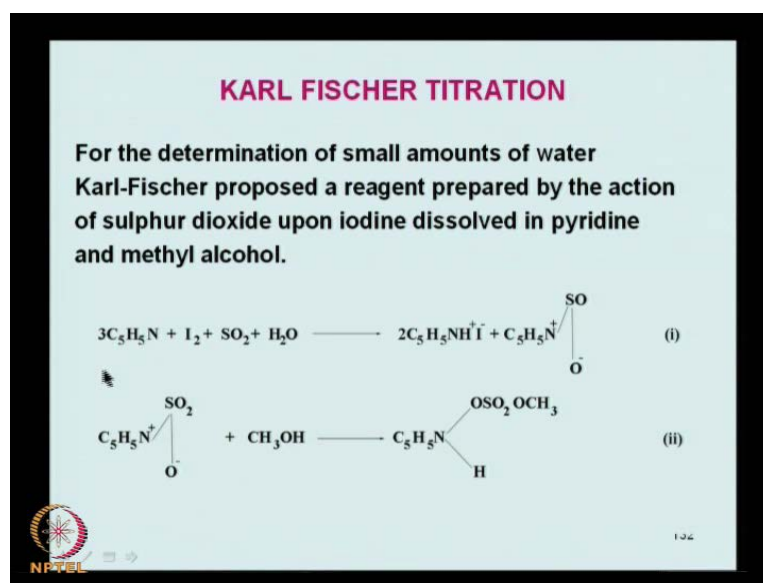 KARL FISCHER TITRATION
For the determination of small amounts of water
Karl-Fischer proposed a reagent prepared by the action
of sulphur dioxide upon iodine dissolved in pyridine
and methyl alcohol.
SO
3C₅H₅N + I₂ + SO₂ + H₂O ——— 2C₅H₅NH⁺I⁻ + C₅H₅N⁺ (i)
O⁻
SO₂ OSO₂ OCH₃
C₅H₅N⁺ + CH₃OH ——— C₅H₅N (ii)
O⁻ H
NPTEL